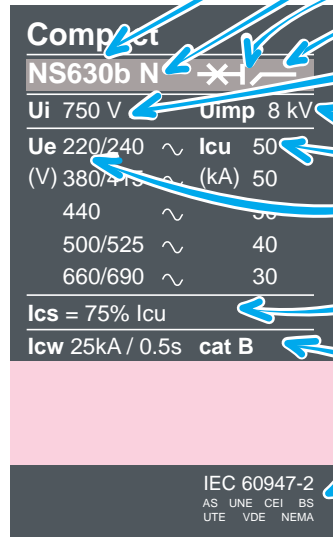 Compact
NS630b N
Ui 750 V Uimp 8 kV
Ue 220/240 ~ Icu 50
(V) 380/415 ~ (kA) 50
440 ~ 50
500/525 ~ 40
660/690 ~ 30
Ics = 75% Icu
Icw 25kA / 0.5s cat B
IEC 60947-2
AS UNE CEI BS
UTE VDE NEMA